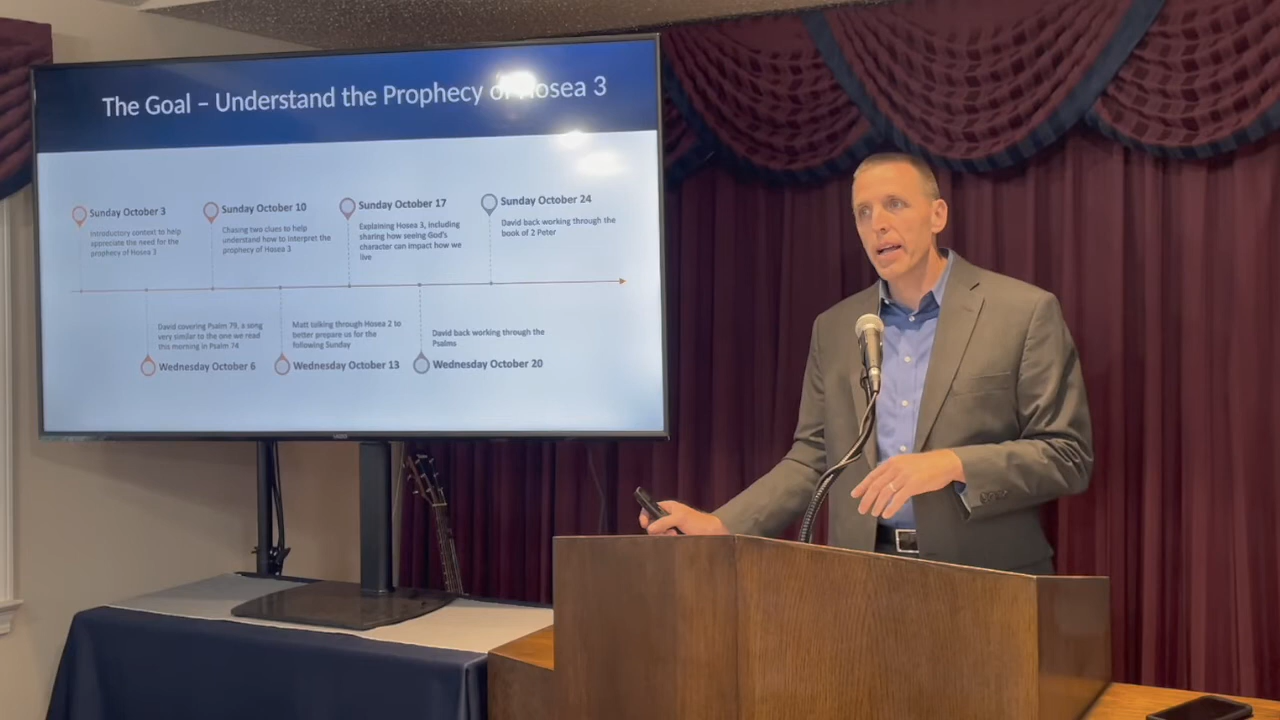 The Goal – Understand the Prophecy of Hosea 3
Sunday October 3
Introductory context to help
appreciate the need for the
prophecy of Hosea 3
Sunday October 10
Chasing two clues to help
understand how to interpret the
prophecy of Hosea 3
Sunday October 17
Explaining Hosea 3, including
sharing how seeing God's
character can impact how we
live
Sunday October 24
David back working through the
book of 2 Peter
David covering Psalm 79, a song
very similar to the one we read
this morning in Psalm 74
Wednesday October 6
Matt talking through Hosea 2 to
better prepare us for the
following Sunday
Wednesday October 13
David back working through the
Psalms
Wednesday October 20